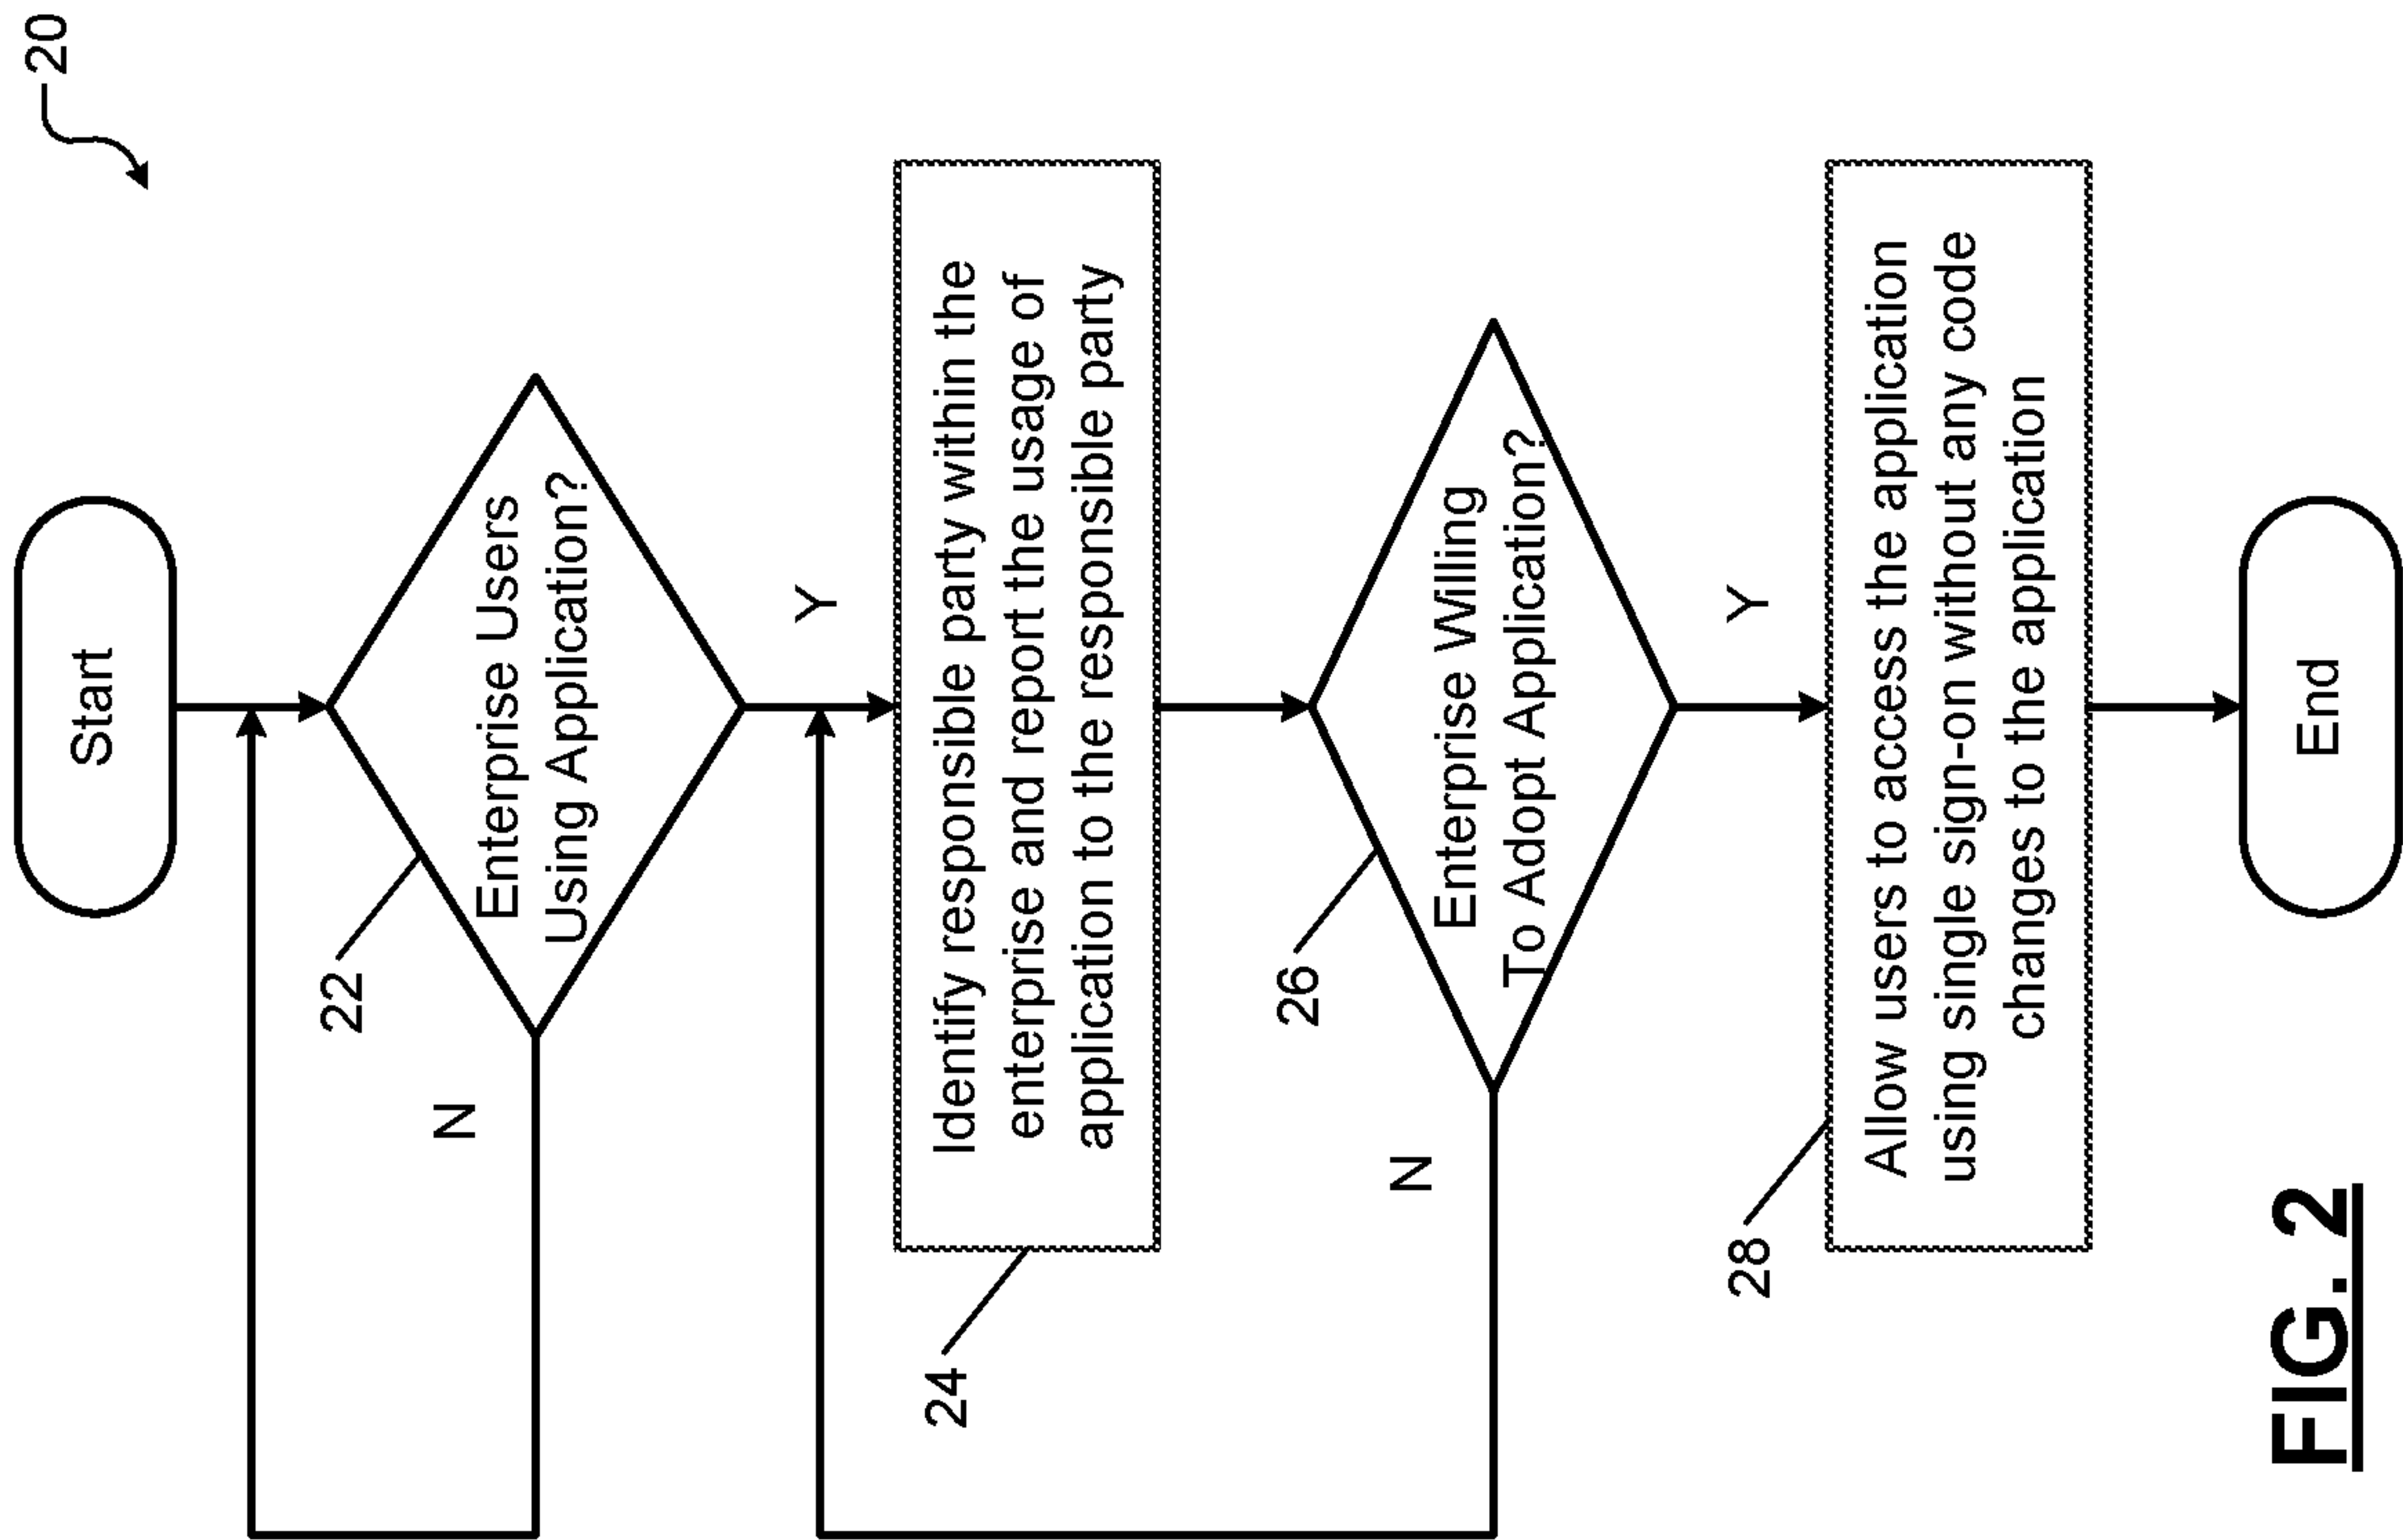 20
Start
22
Enterprise Users
Using Application?
N
Y
24
Identify responsible party within the
enterprise and report the usage of
application to the responsible party
26
Enterprise Willing
To Adopt Application?
N
Y
28
Allow users to access the application
using single sign-on without any code
changes to the application
End
FIG. 2